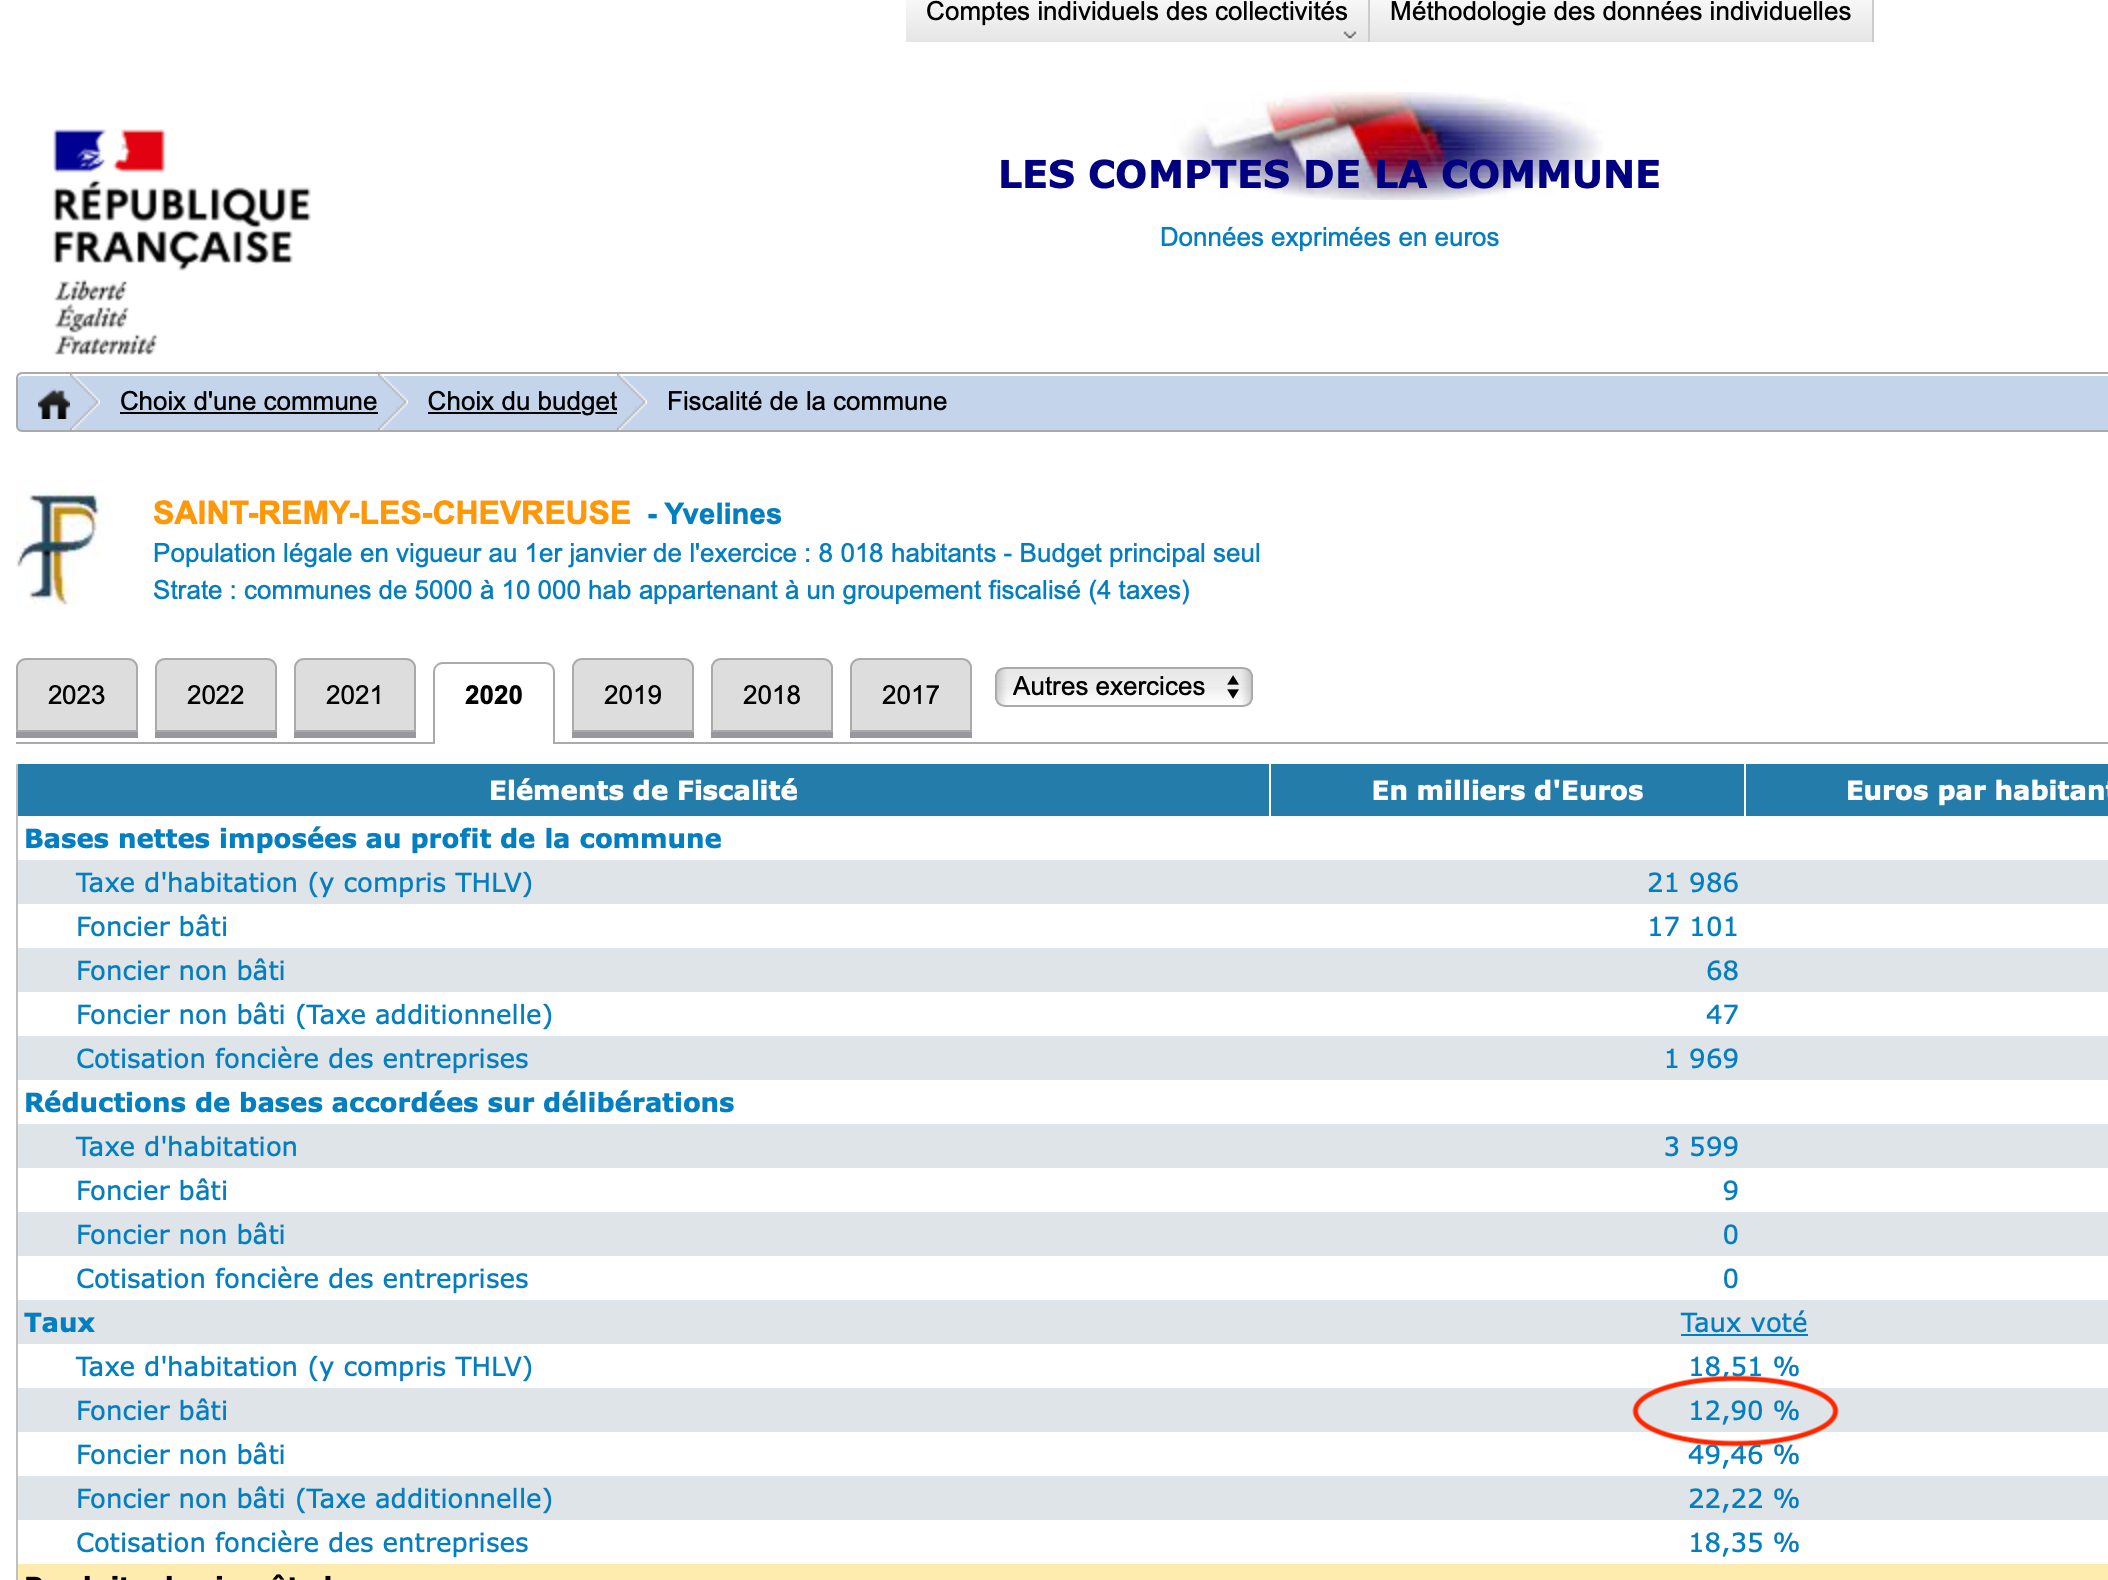 Comptes individuels des collectivités
Méthodologie des données individuelles
RÉPUBLIQUE
FRANÇAISE
Liberté
Égalité
Fraternité
LES COMPTES DE LA COMMUNE
Données exprimées en euros
Choix d'une commune Choix du budget Fiscalité de la commune
SAINT-REMY-LES-CHEVREUSE - Yvelines
Population légale en vigueur au 1er janvier de l'exercice : 8 018 habitants - Budget principal seul
Strate : communes de 5000 à 10 000 hab appartenant à un groupement fiscalisé (4 taxes)
2023 2022 2021 2020 2019 2018 2017 Autres exercices
Eléments de Fiscalité En milliers d'Euros Euros par habitant
Bases nettes imposées au profit de la commune
Taxe d'habitation (y compris THLV) 21 986
Foncier bâti 17 101
Foncier non bâti 68
Foncier non bâti (Taxe additionnelle) 47
Cotisation foncière des entreprises 1 969
Réductions de bases accordées sur délibérations
Taxe d'habitation 3 599
Foncier bâti 9
Foncier non bâti 0
Cotisation foncière des entreprises 0
Taux Taux voté
Taxe d'habitation (y compris THLV) 18,51 %
Foncier bâti 12,90 %
Foncier non bâti 49,46 %
Foncier non bâti (Taxe additionnelle) 22,22 %
Cotisation foncière des entreprises 18,35 %